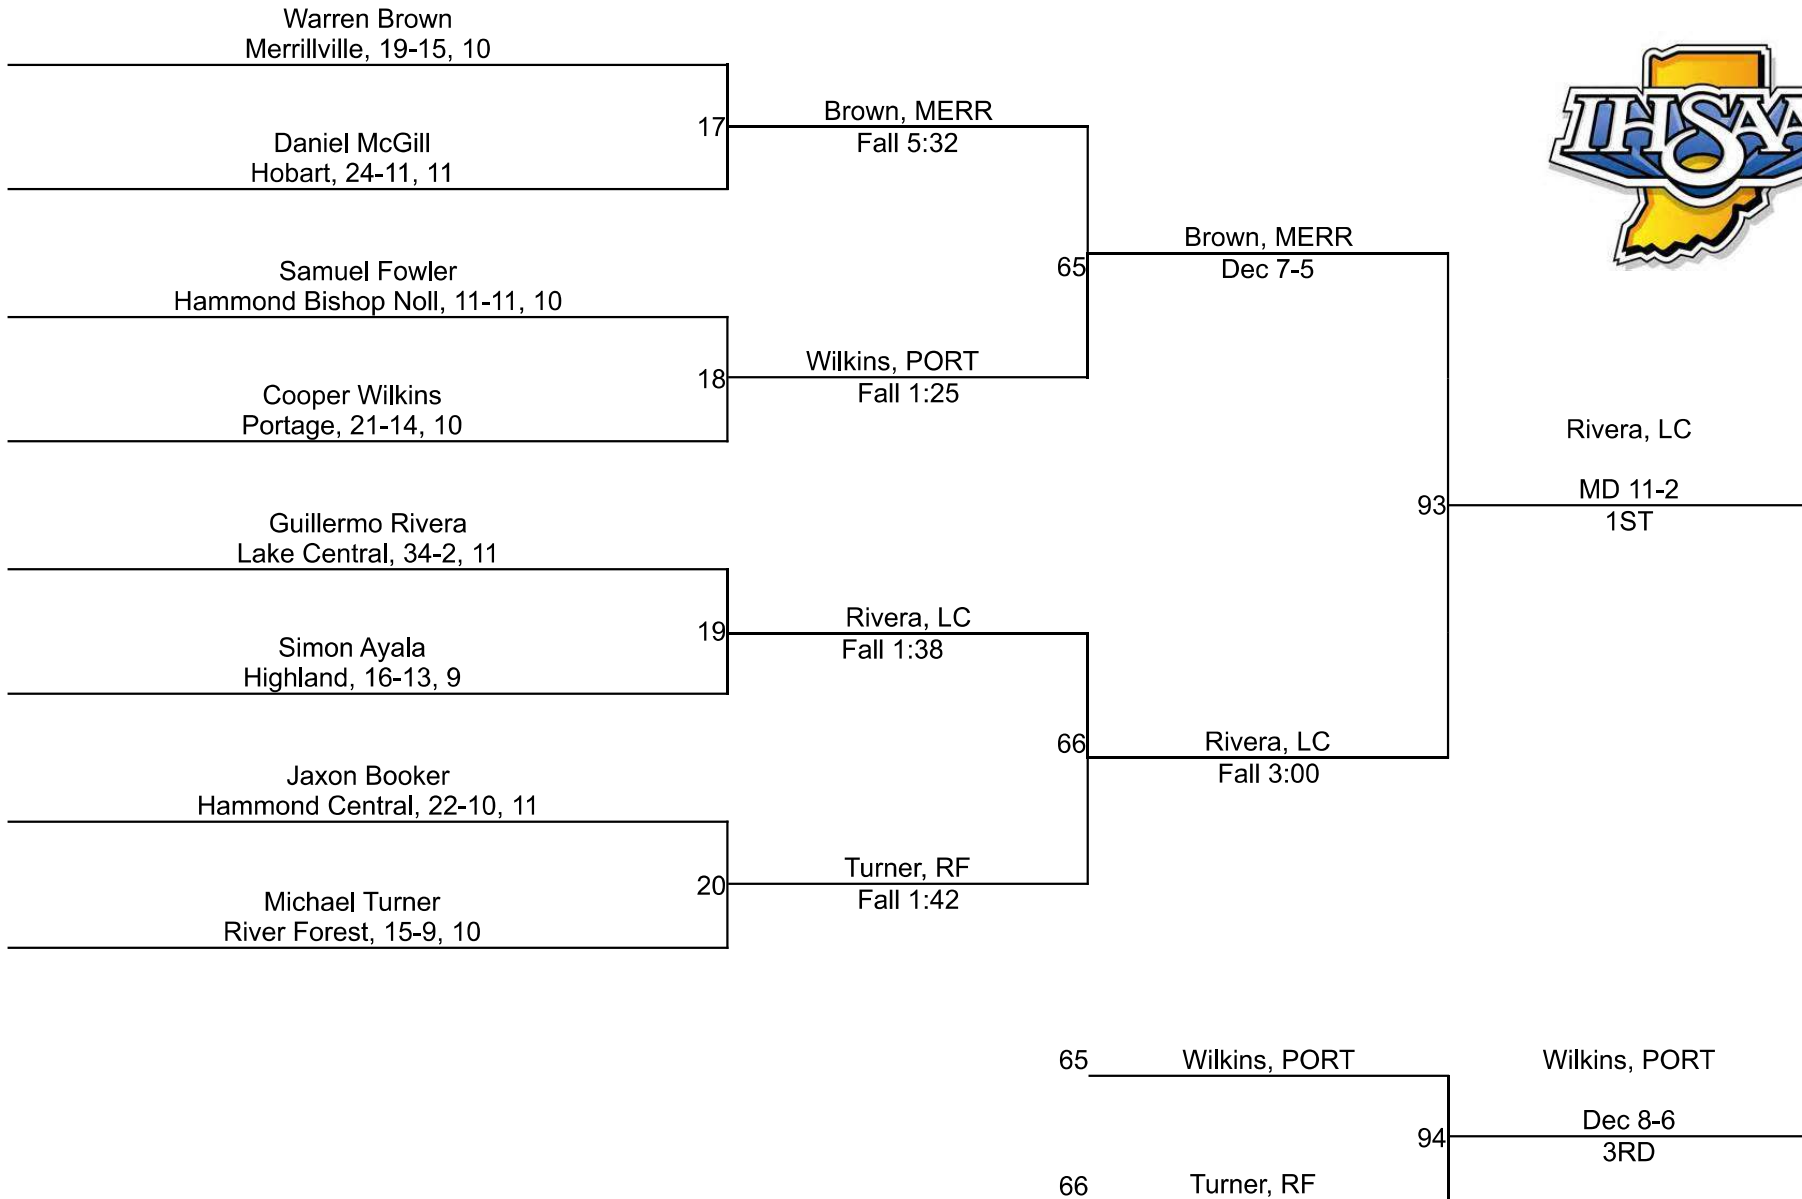 Warren Brown
Merrillville, 19-15, 10
Daniel McGill
Hobart, 24-11, 11
17
Brown, MERR
Fall 5:32
Samuel Fowler
Hammond Bishop Noll, 11-11, 10
Cooper Wilkins
Portage, 21-14, 10
18
Wilkins, PORT
Fall 1:25
65
Brown, MERR
Dec 7-5
Guillermo Rivera
Lake Central, 34-2, 11
Simon Ayala
Highland, 16-13, 9
19
Rivera, LC
Fall 1:38
Jaxon Booker
Hammond Central, 22-10, 11
Michael Turner
River Forest, 15-9, 10
20
Turner, RF
Fall 1:42
66
Rivera, LC
Fall 3:00
93
Rivera, LC
MD 11-2
1ST
IHSAA
65
Wilkins, PORT
66
Turner, RF
94
Wilkins, PORT
Dec 8-6
3RD